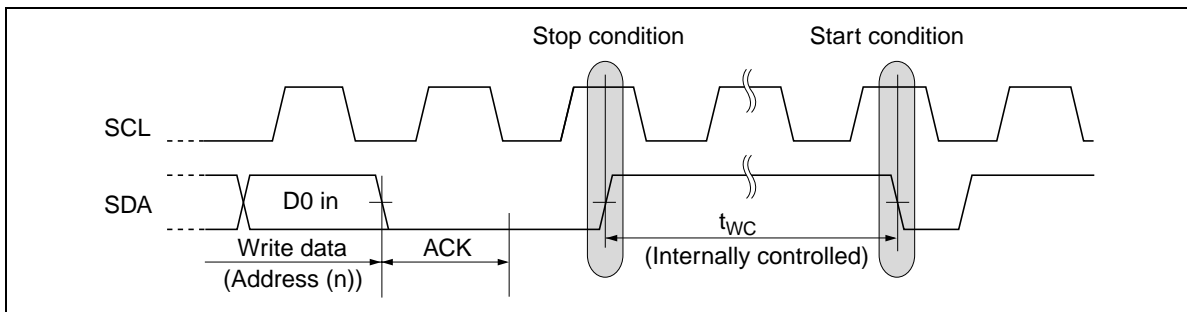 Stop condition
Start condition
SCL
SDA
D0 in
Write data
(Address (n))
ACK
tWC
(Internally controlled)